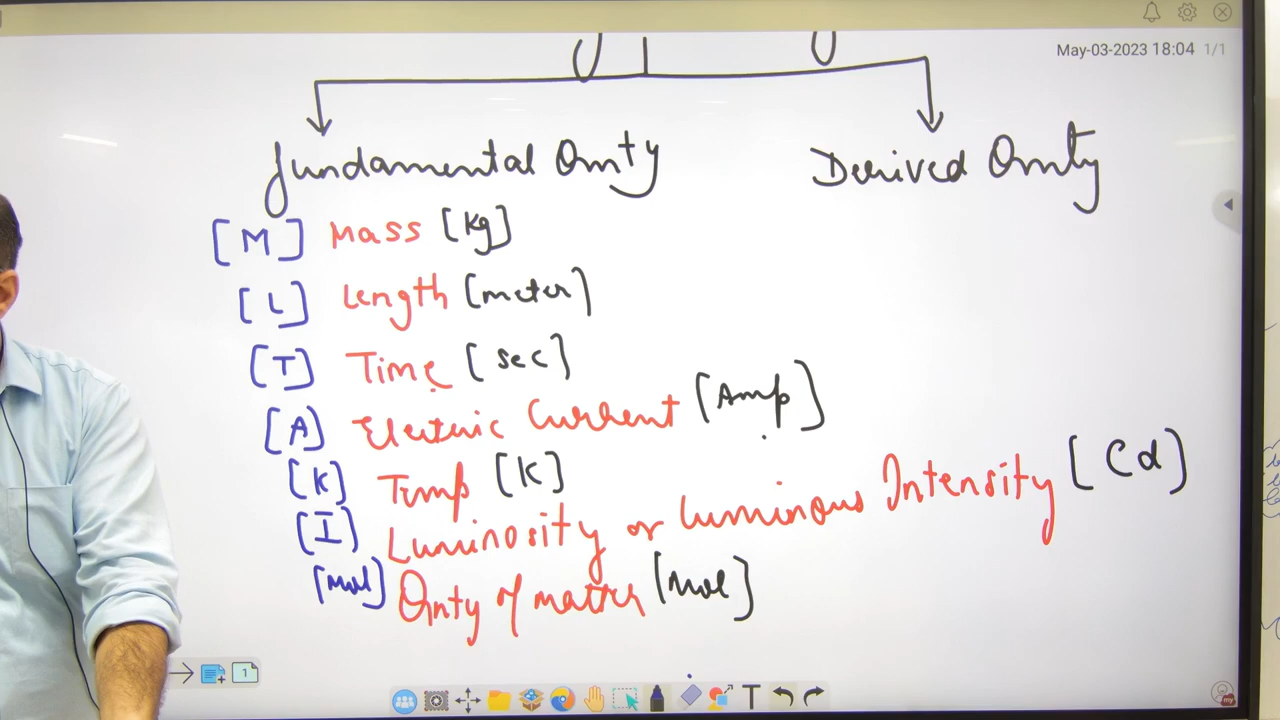 May-03-2023 18:04 1/1
Fundamental Qnty
Derived Qnty
[M] Mass [Kg]
[L] Length [meter]
[T] Time [sec]
[A] Electric Current [Amp]
[K] Temp [K]
[I] Luminosity or Luminous Intensity [Cd]
[mol] Qnty of matter [mol]
1
T